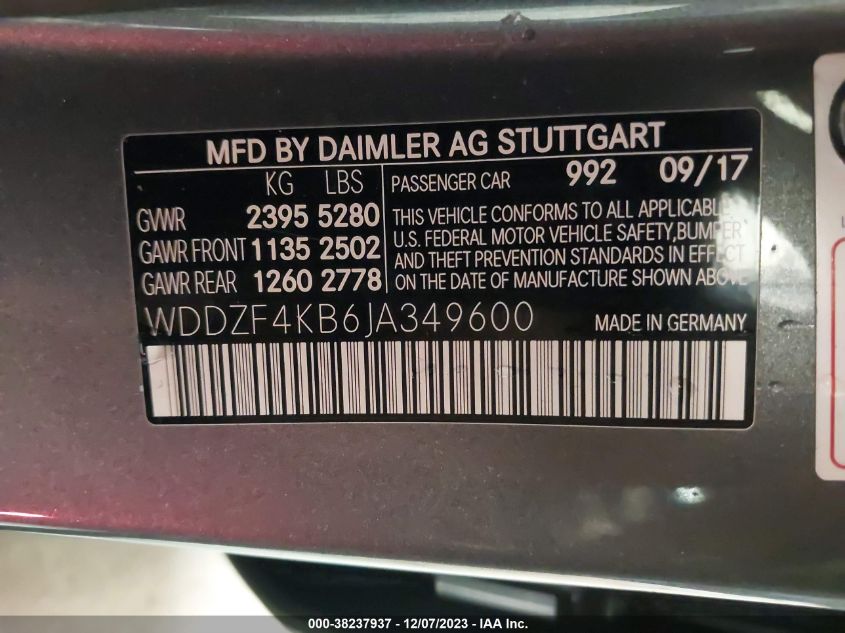 MFD BY DAIMLER AG STUTTGART
KG LBS
GVWR 2395 5280
GAWR FRONT 1135 2502
GAWR REAR 1260 2778
PASSENGER CAR 992 09/17
THIS VEHICLE CONFORMS TO ALL APPLICABLE
U.S. FEDERAL MOTOR VEHICLE SAFETY, BUMPER
AND THEFT PREVENTION STANDARDS IN EFFECT
ON THE DATE OF MANUFACTURE SHOWN ABOVE
WDDZF4KB6JA349600 MADE IN GERMANY
000-38237937 - 12/07/2023 - IAA Inc.